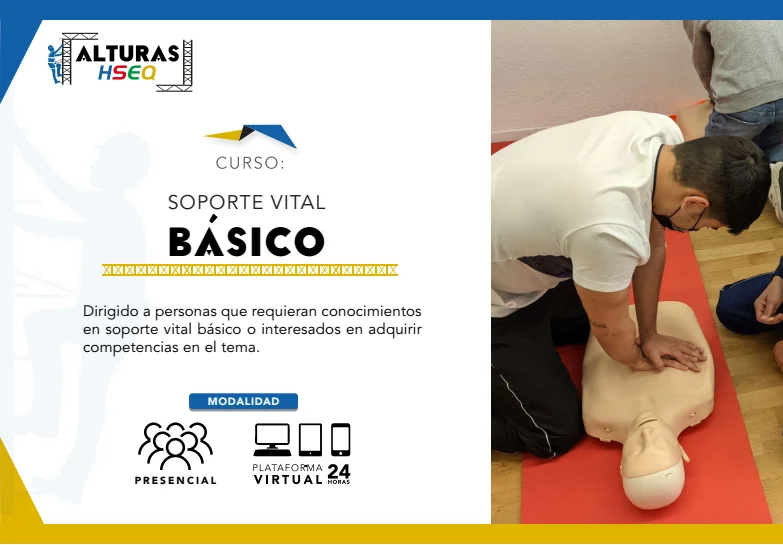 ALTURAS
HSEQ
CURSO:
SOPORTE VITAL
BÁSICO
Dirigido a personas que requieran conocimientos
en soporte vital básico o interesados en adquirir
competencias en el tema.
MODALIDAD
PRESENCIAL
PLATAFORMA
VIRTUAL
24
HORAS